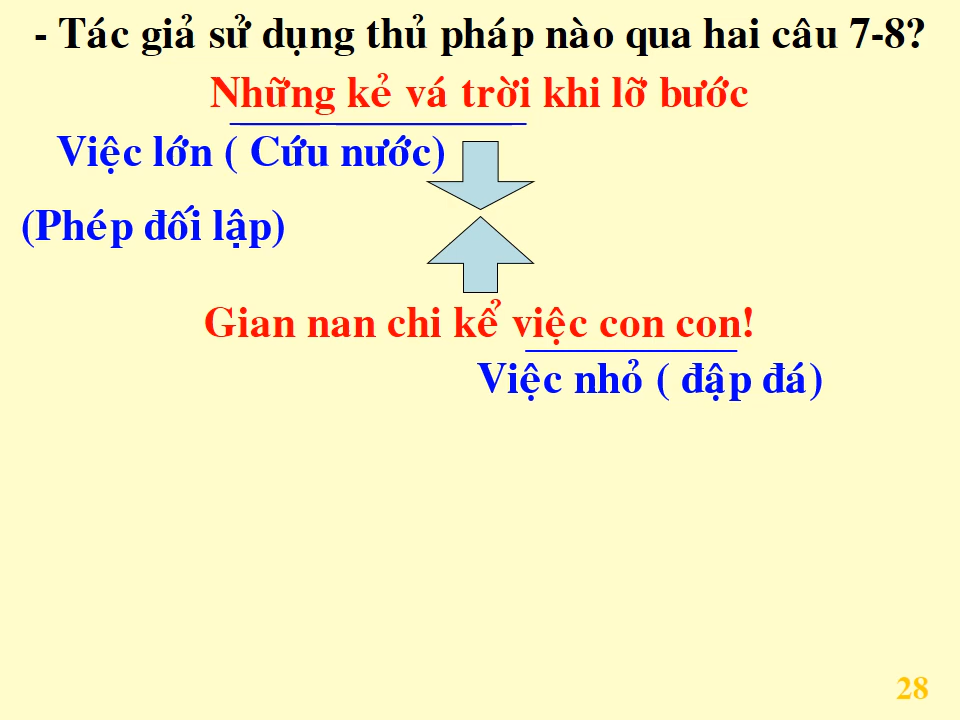 - Tác giả sử dụng thủ pháp nào qua hai câu 7-8?
Những kẻ vá trời khi lỡ bước
Việc lớn ( Cứu nước)
(Phép đối lập)
Gian nan chi kể việc con con!
Việc nhỏ ( đập đá)
28